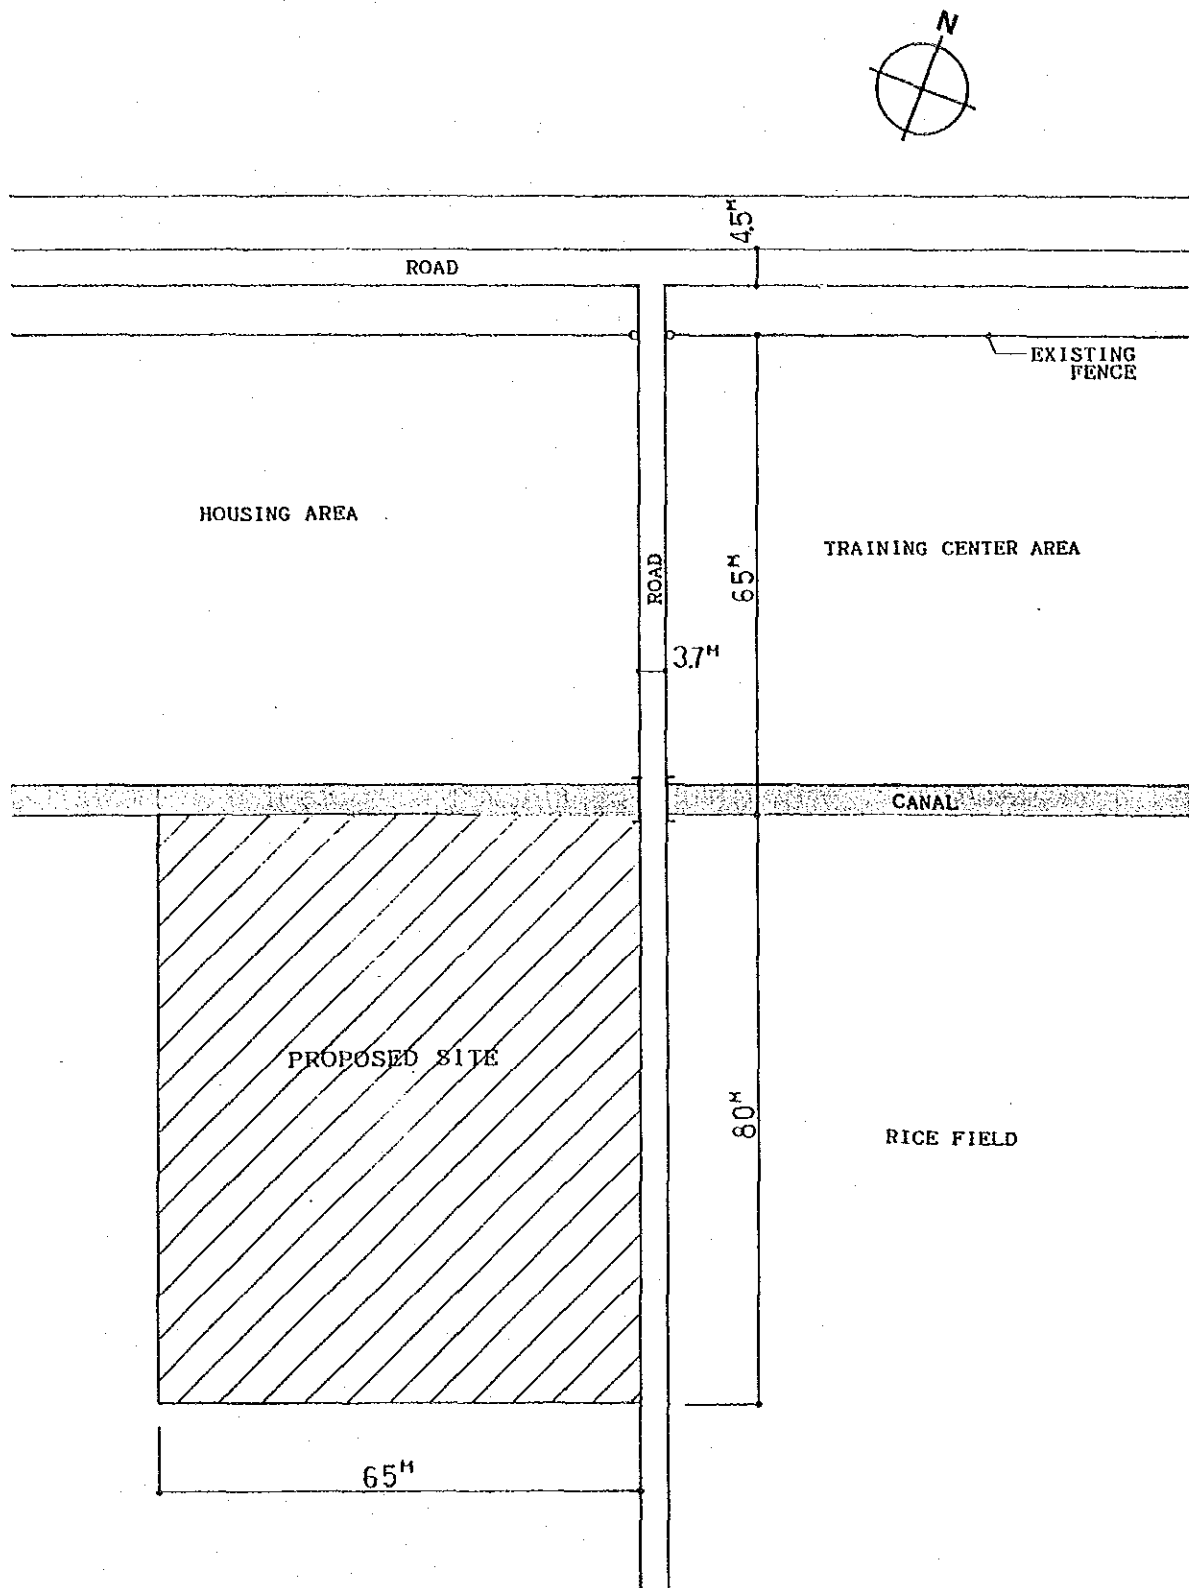 N
4.5M
ROAD
EXISTING
FENCE
HOUSING AREA
TRAINING CENTER AREA
ROAD
65M
3.7M
CANAL
PROPOSED SITE
80M
RICE FIELD
65M